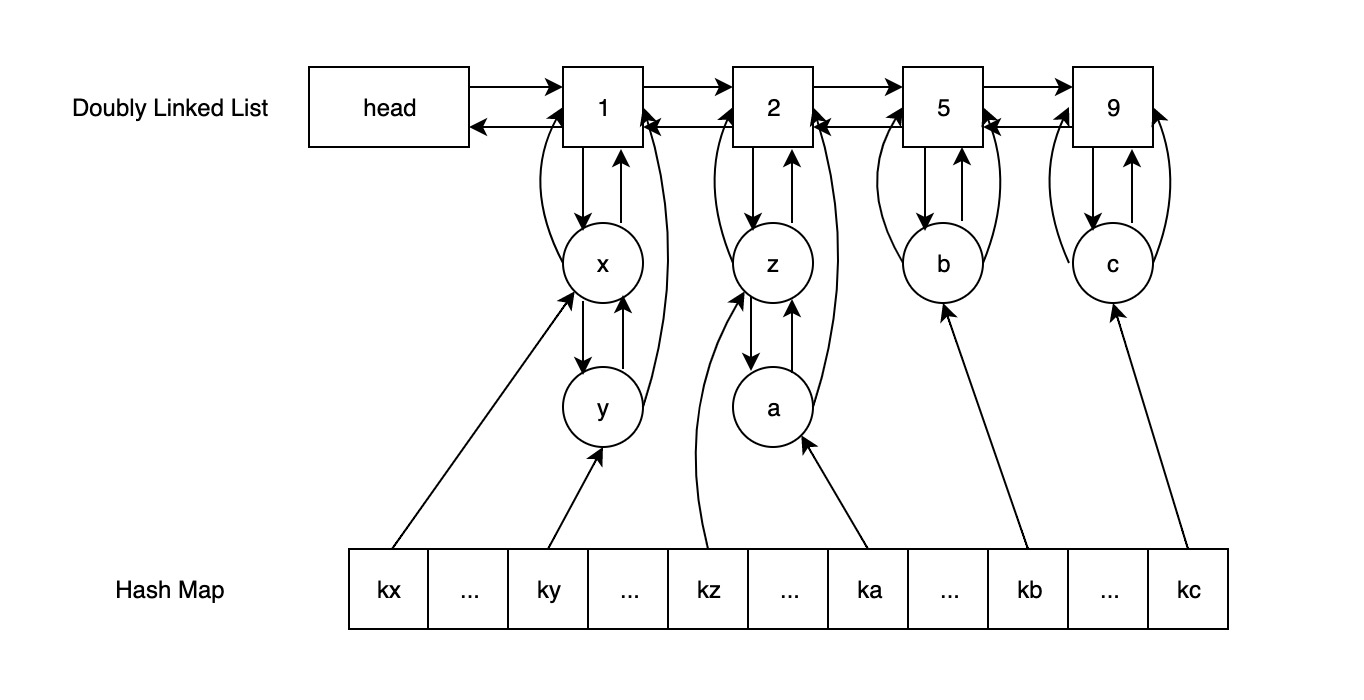 Doubly Linked List head 1 2 5 9
x z b c
y a
Hash Map kx ... ky ... kz ... ka ... kb ... kc